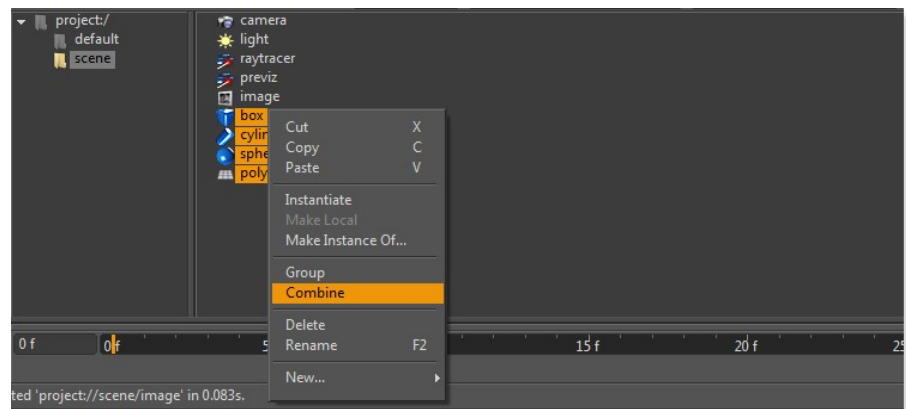 project:/
default
scene
camera
light
raytracer
previz
image
box
cylin
sphe
poly
Cut X
Copy C
Paste V
Instantiate
Make Local
Make Instance Of...
Group
Combine
Delete
Rename F2
New...
0 f 0 f 5 15 f 20 f 25
ted 'project://scene/image' in 0.083s.